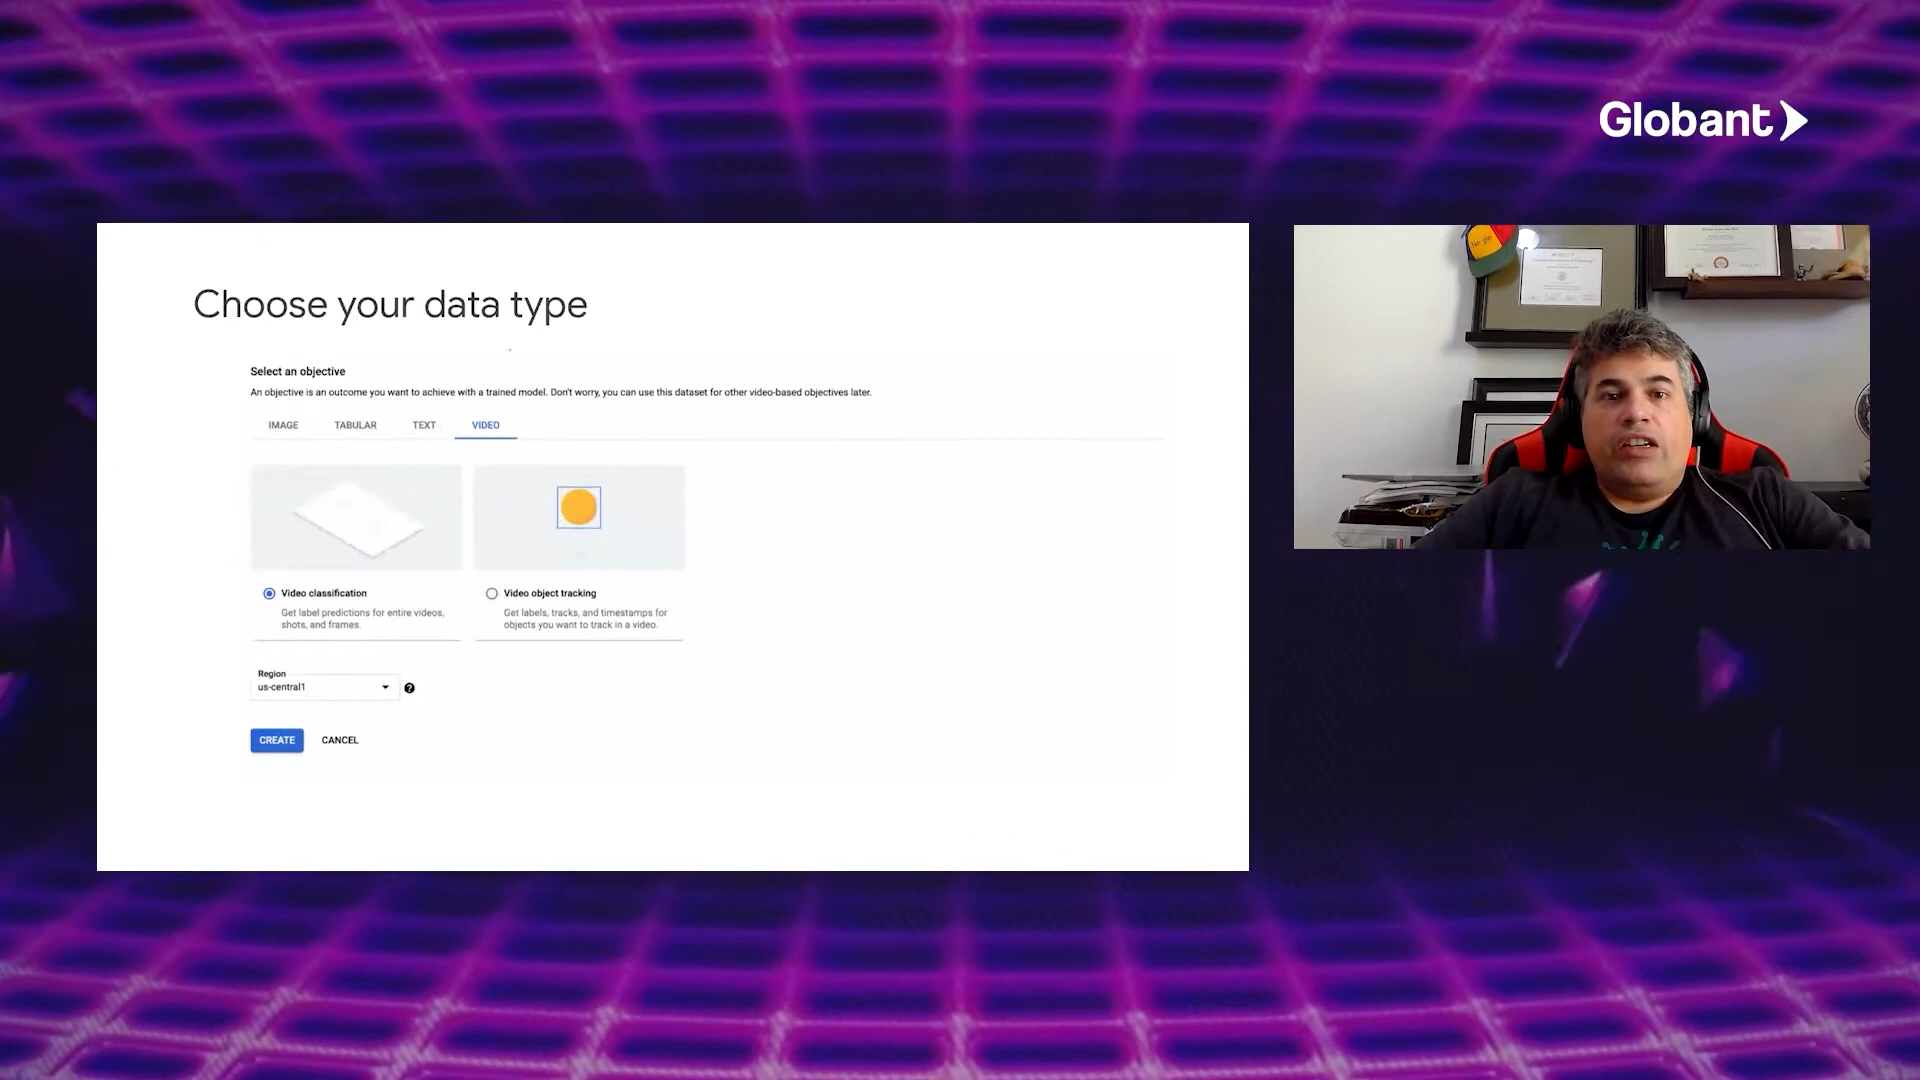 Globant
Choose your data type
Select an objective
An objective is an outcome you want to achieve with a trained model. Don't worry, you can use this dataset for other video-based objectives later.
IMAGE TABULAR TEXT VIDEO
Video classification
Get label predictions for entire videos,
shots, and frames.
Video object tracking
Get labels, tracks, and timestamps for
objects you want to track in a video.
Region
us-central1
?
CREATE CANCEL